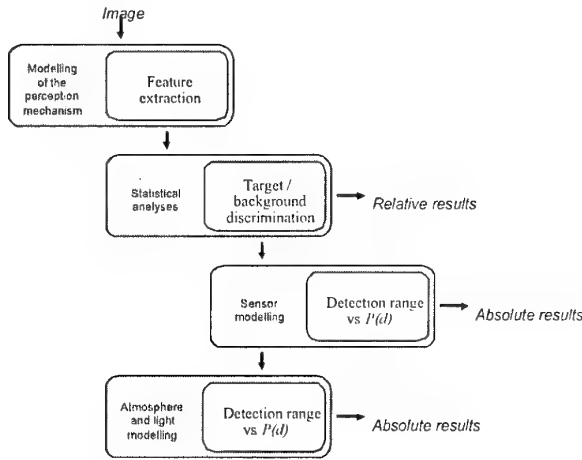 Image
Modelling
of the
perception
mechanism
Feature
extraction
Statistical
analyses
Target /
background
discrimination
Relative results
Sensor
modelling
Detection range
vs P(d)
Absolute results
Atmosphere
and light
modelling
Detection range
vs P(d)
Absolute results